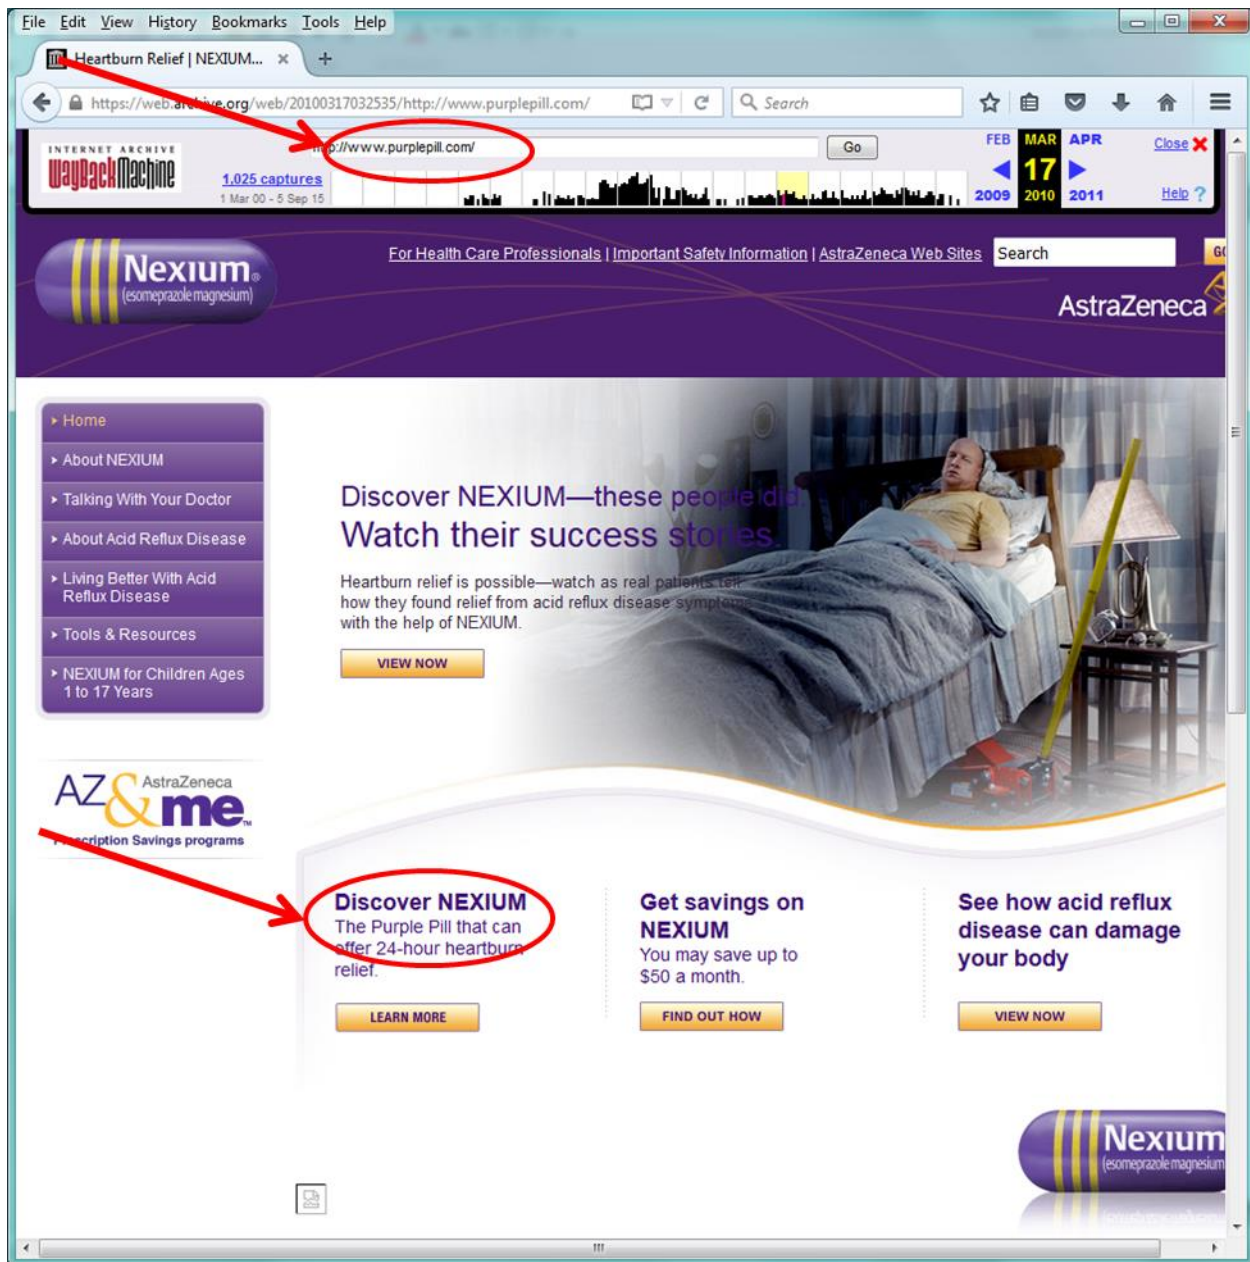 File Edit View History Bookmarks Tools Help
Heartburn Relief | NEXIUM... × +
https://web.archive.org/web/20100317032535/http://www.purplepill.com/ Search
INTERNET ARCHIVE
WayBackMachine
http://www.purplepill.com/ Go
1,025 captures
1 Mar 00 - 5 Sep 15
FEB MAR APR
17
2009 2010 2011
Close
Help ?
Nexium®
(esomeprazole magnesium)
For Health Care Professionals | Important Safety Information | AstraZeneca Web Sites Search
AstraZeneca
Home
About NEXIUM
Talking With Your Doctor
About Acid Reflux Disease
Living Better With Acid
Reflux Disease
Tools & Resources
NEXIUM for Children Ages
1 to 17 Years
Discover NEXIUM—these people did.
Watch their success stories.
Heartburn relief is possible—watch as real patients tell
how they found relief from acid reflux disease symptoms
with the help of NEXIUM.
VIEW NOW
AZ&me™
AstraZeneca
Prescription Savings programs
Discover NEXIUM
The Purple Pill that can
offer 24-hour heartburn
relief.
LEARN MORE
Get savings on
NEXIUM
You may save up to
$50 a month.
FIND OUT HOW
See how acid reflux
disease can damage
your body
VIEW NOW
Nexium
(esomeprazole magnesium